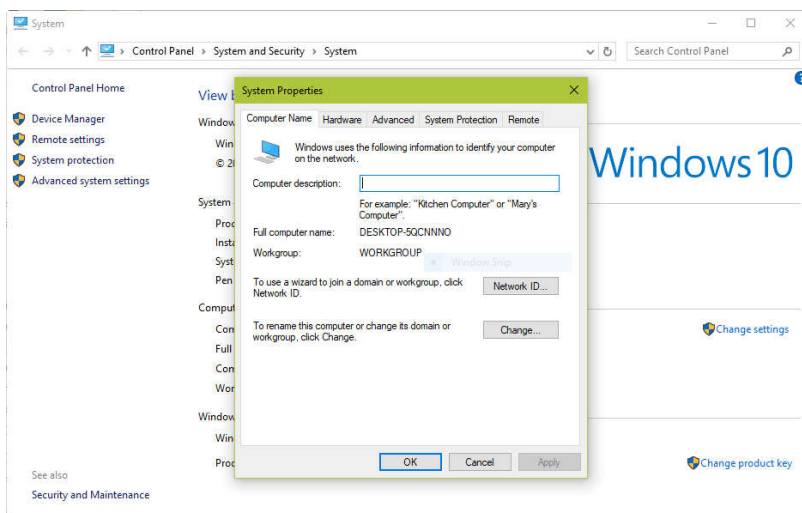 System
Control Panel > System and Security > System
Search Control Panel
Control Panel Home
Device Manager
Remote settings
System protection
Advanced system settings
See also
Security and Maintenance
View
Window
Win
© 2
System
Proc
Insta
Syst
Pen
Comput
Com
Full
Com
Wor
Window
Win
Proc
System Properties
Computer Name Hardware Advanced System Protection Remote
Windows uses the following information to identify your computer
on the network.
Computer description:
For example: "Kitchen Computer" or "Mary's
Computer".
Full computer name: DESKTOP-5QCNNNO
Workgroup: WORKGROUP
Window Snip
To use a wizard to join a domain or workgroup, click
Network ID.
Network ID...
To rename this computer or change its domain or
workgroup, click Change.
Change...
OK Cancel Apply
Windows 10
Change settings
Change product key